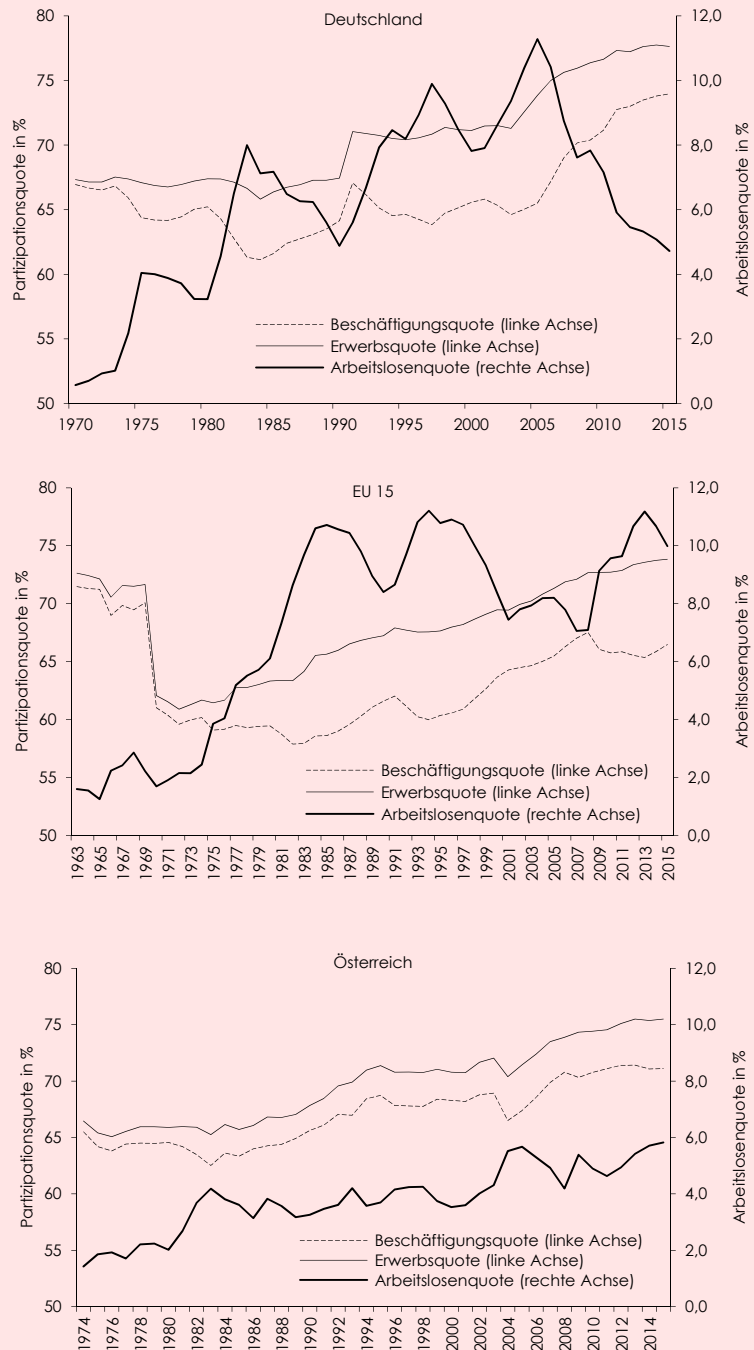 Deutschland
Partizipationsquote in %
80
75
70
65
60
55
50
12,0
10,0
8,0
6,0
4,0
2,0
0,0
Arbeitslosenquote in %
Beschäftigungsquote (linke Achse)
Erwerbsquote (linke Achse)
Arbeitslosenquote (rechte Achse)
1970 1975 1980 1985 1990 1995 2000 2005 2010 2015
EU 15
Partizipationsquote in %
80
75
70
65
60
55
50
12,0
10,0
8,0
6,0
4,0
2,0
0,0
Arbeitslosenquote in %
Beschäftigungsquote (linke Achse)
Erwerbsquote (linke Achse)
Arbeitslosenquote (rechte Achse)
1963 1965 1967 1969 1971 1973 1975 1977 1979 1981 1983 1985 1987 1989 1991 1993 1995 1997 1999 2001 2003 2005 2007 2009 2011 2013 2015
Österreich
Partizipationsquote in %
80
75
70
65
60
55
50
12,0
10,0
8,0
6,0
4,0
2,0
0,0
Arbeitslosenquote in %
Beschäftigungsquote (linke Achse)
Erwerbsquote (linke Achse)
Arbeitslosenquote (rechte Achse)
1974 1976 1978 1980 1982 1984 1986 1988 1990 1992 1994 1996 1998 2000 2002 2004 2006 2008 2010 2012 2014